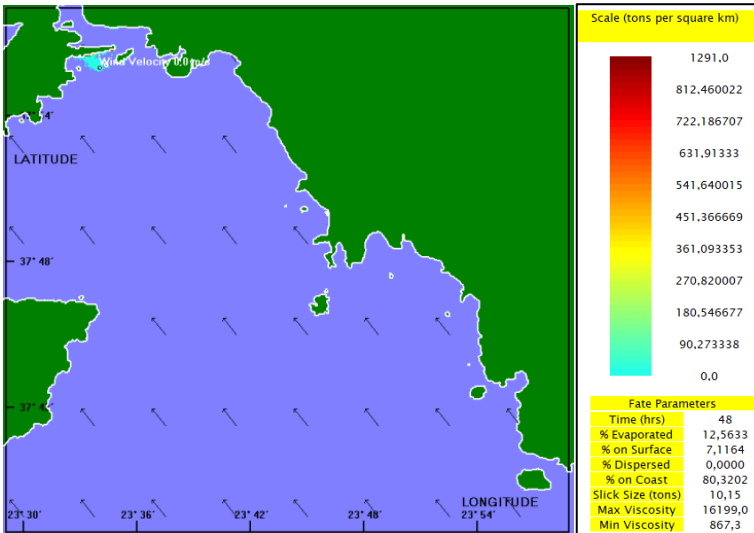 Wind Velocity 0.0 m/s
LATITUDE
37° 48'
LONGITUDE
23° 30'
23° 36'
23° 42'
23° 48'
23° 54'
Scale (tons per square km)
1291,0
812,460022
722,186707
631,91333
541,640015
451,366669
361,093353
270,820007
180,546677
90,273338
0,0
Fate Parameters
Time (hrs) 48
% Evaporated 12,5633
% on Surface 7,1164
% Dispersed 0,0000
% on Coast 80,3202
Slick Size (tons) 10,15
Max Viscosity 16199,0
Min Viscosity 867,3